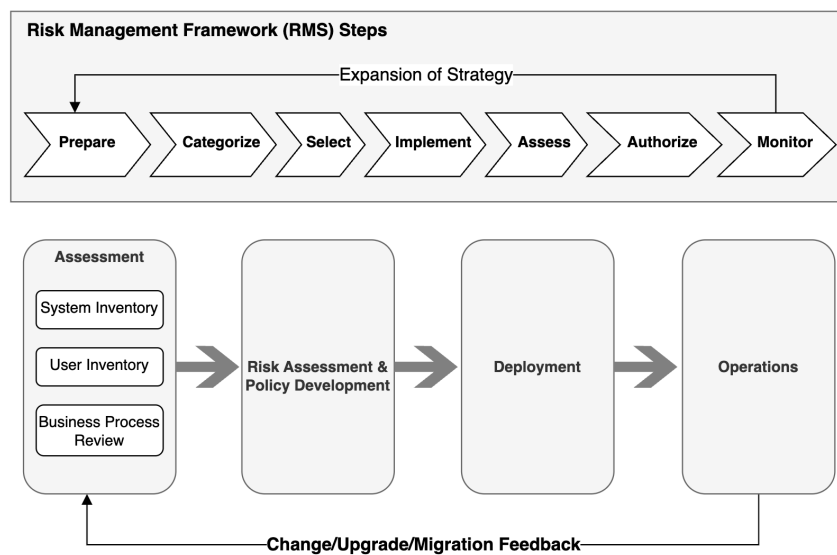 Risk Management Framework (RMS) Steps
Expansion of Strategy
Prepare
Categorize
Select
Implement
Assess
Authorize
Monitor
Assessment
System Inventory
User Inventory
Business Process
Review
Risk Assessment &
Policy Development
Deployment
Operations
Change/Upgrade/Migration Feedback